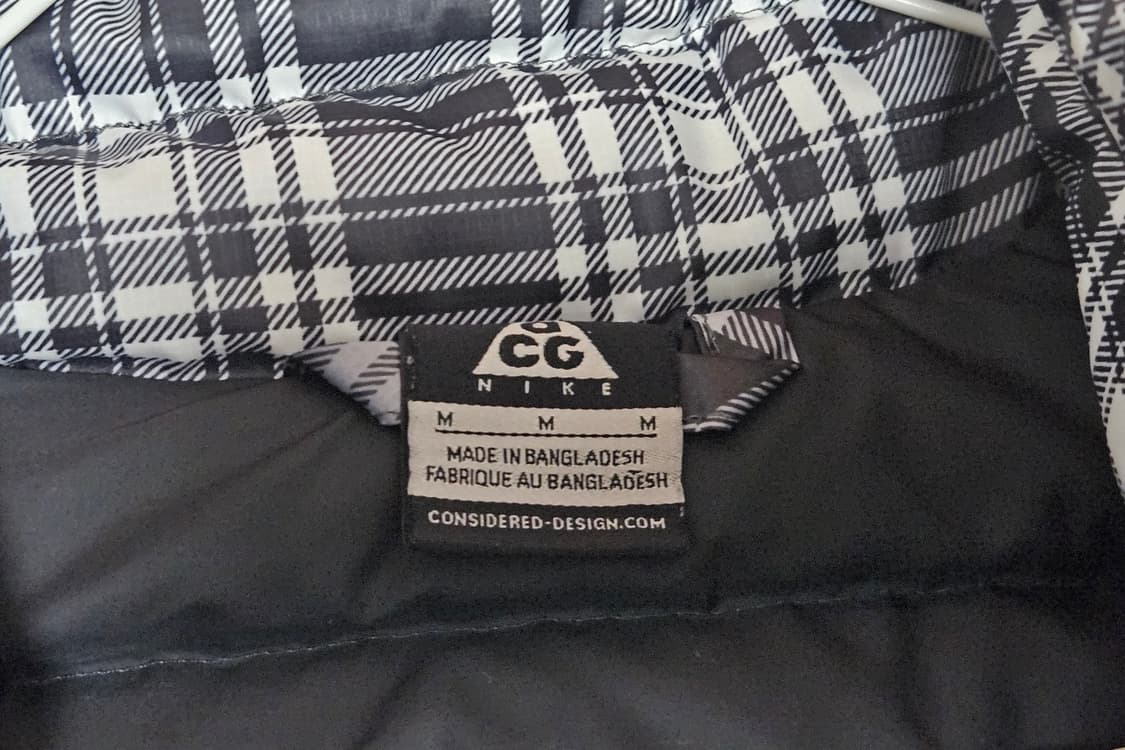 a
CG
NIKE
M M M
MADE IN BANGLADESH
FABRIQUE AU BANGLADESH
CONSIDERED-DESIGN.COM